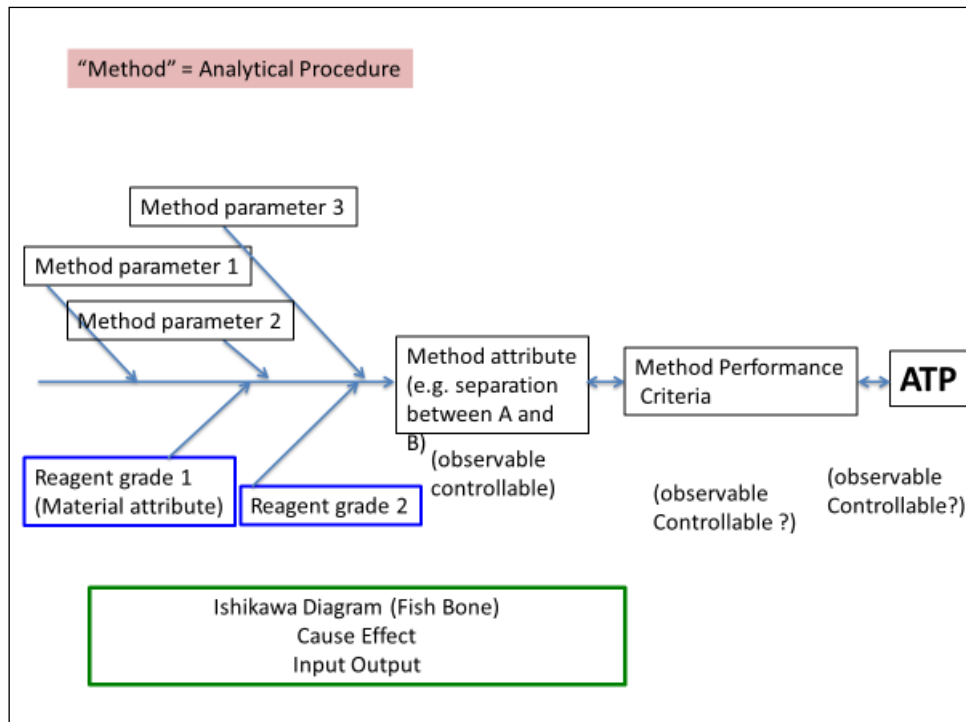 “Method” = Analytical Procedure
Method parameter 3
Method parameter 1
Method parameter 2
Method attribute
(e.g. separation
between A and
B)
(observable
controllable)
Method Performance
Criteria
(observable
Controllable ?)
ATP
(observable
Controllable?)
Reagent grade 1
(Material attribute)
Reagent grade 2
Ishikawa Diagram (Fish Bone)
Cause Effect
Input Output